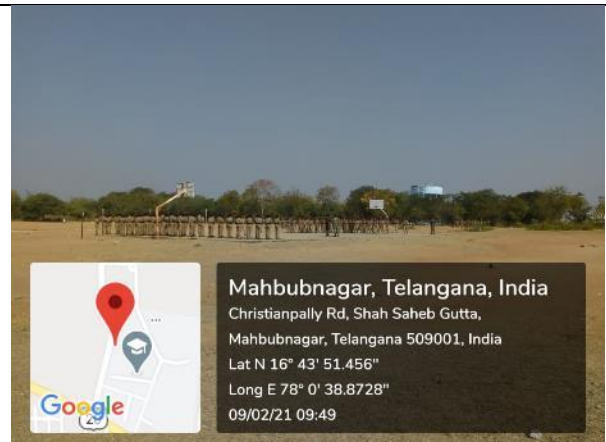 Mahbubnagar, Telangana, India
Christianpally Rd, Shah Saheb Gutta,
Mahbubnagar, Telangana 509001, India
Lat N 16° 43' 51.456"
Long E 78° 0' 38.8728"
09/02/21 09:49
Google